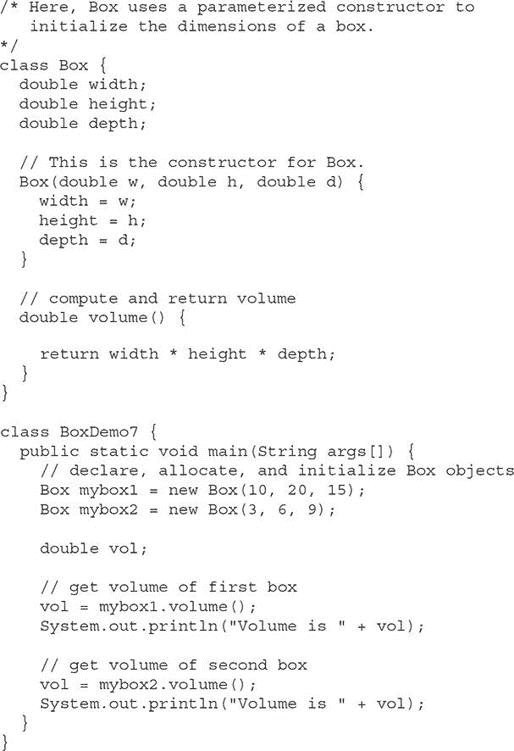 /* Here, Box uses a parameterized constructor to
   initialize the dimensions of a box.
*/
class Box {
  double width;
  double height;
  double depth;

  // This is the constructor for Box.
  Box(double w, double h, double d) {
    width = w;
    height = h;
    depth = d;
  }

  // compute and return volume
  double volume() {

    return width * height * depth;
  }
}

class BoxDemo7 {
  public static void main(String args[]) {
    // declare, allocate, and initialize Box objects
    Box mybox1 = new Box(10, 20, 15);
    Box mybox2 = new Box(3, 6, 9);

    double vol;

    // get volume of first box
    vol = mybox1.volume();
    System.out.println("Volume is " + vol);

    // get volume of second box
    vol = mybox2.volume();
    System.out.println("Volume is " + vol);
  }
}